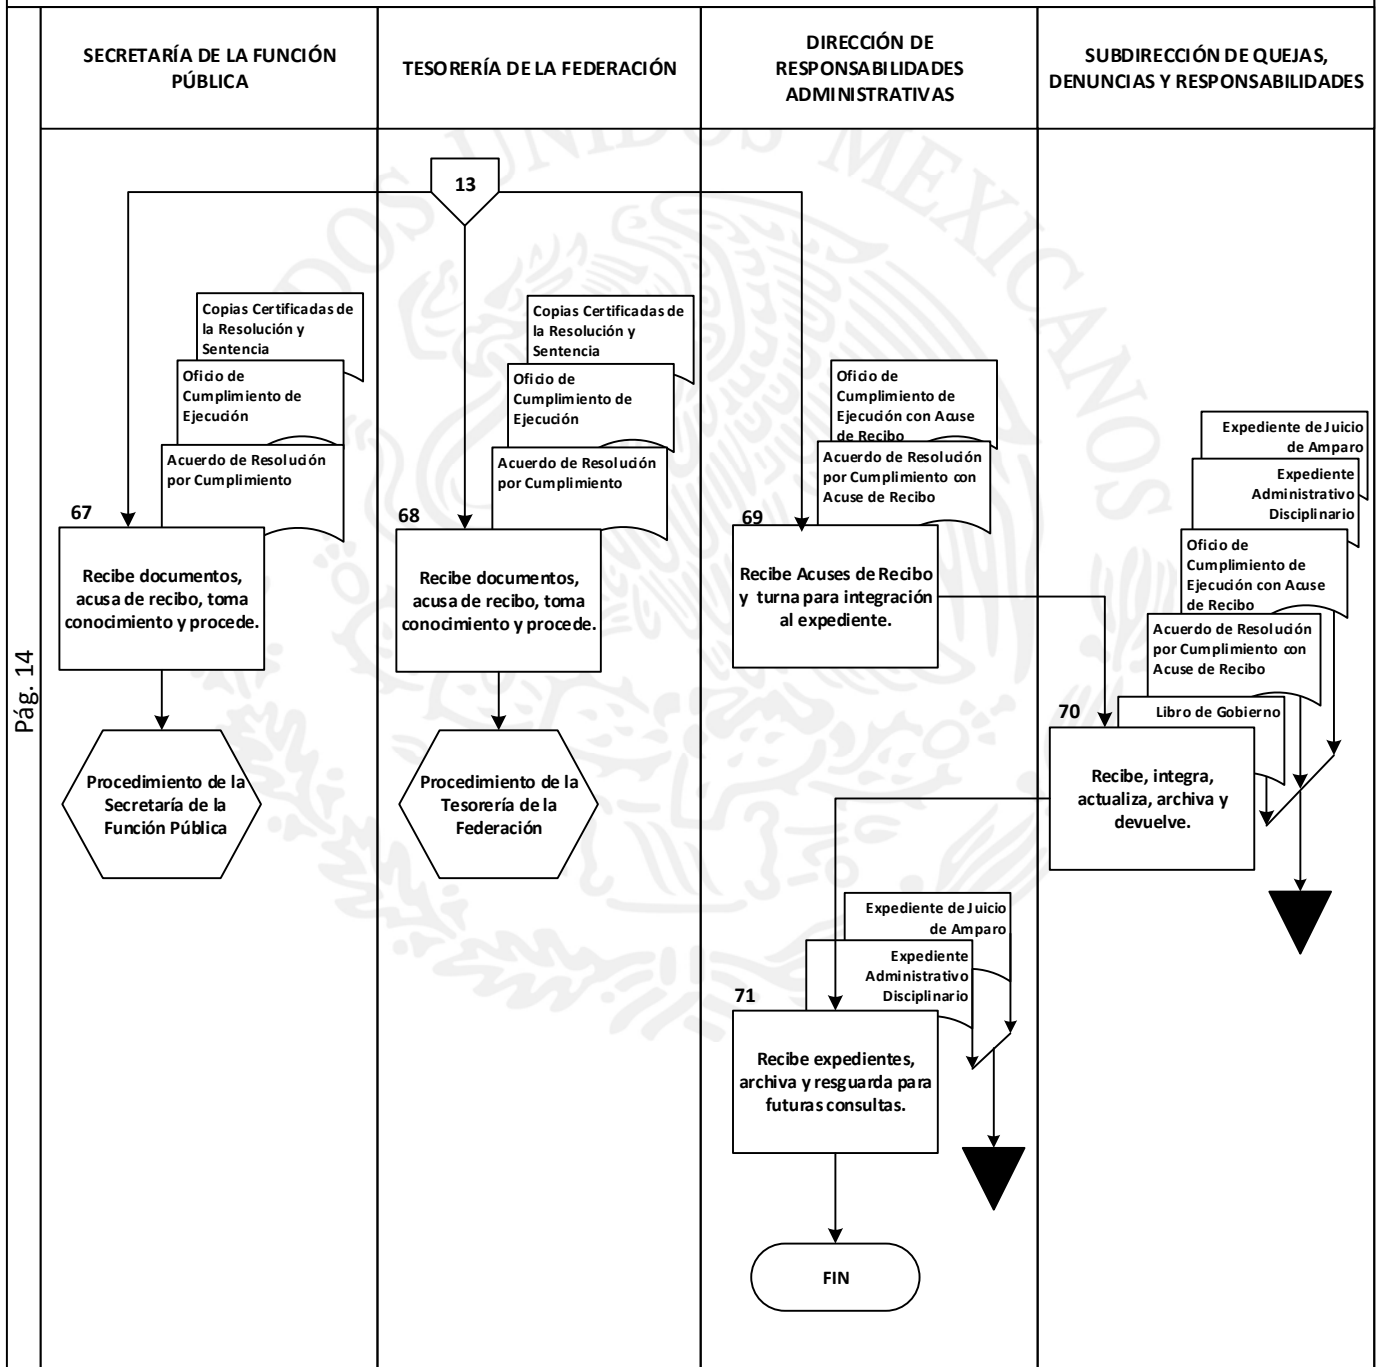 SECRETARÍA DE LA FUNCIÓN
PÚBLICA
TESORERÍA DE LA FEDERACIÓN
DIRECCIÓN DE
RESPONSABILIDADES
ADMINISTRATIVAS
SUBDIRECCIÓN DE QUEJAS,
DENUNCIAS Y RESPONSABILIDADES
Pág. 14
UNIDOS MEXICANOS
13
Copias Certificadas de
la Resolución y
Sentencia
Oficio de
Cumplimiento de
Ejecución
Acuerdo de Resolución
por Cumplimiento
67
Recibe documentos,
acusa de recibo, toma
conocimiento y procede.
Procedimiento de la
Secretaría de la
Función Pública
Copias Certificadas de
la Resolución y
Sentencia
Oficio de
Cumplimiento de
Ejecución
Acuerdo de Resolución
por Cumplimiento
68
Recibe documentos,
acusa de recibo, toma
conocimiento y procede.
Procedimiento de la
Tesorería de la
Federación
Oficio de
Cumplimiento de
Ejecución con Acuse
de Recibo
Acuerdo de Resolución
por Cumplimiento con
Acuse de Recibo
69
Recibe Acuses de Recibo
y turna para integración
al expediente.
Expediente de Juicio
de Amparo
Expediente
Administrativo
Disciplinario
Oficio de
Cumplimiento de
Ejecución con Acuse
de Recibo
Acuerdo de Resolución
por Cumplimiento con
Acuse de Recibo
Libro de Gobierno
70
Recibe, integra,
actualiza, archiva y
devuelve.
Expediente de Juicio
de Amparo
Expediente
Administrativo
Disciplinario
71
Recibe expedientes,
archiva y resguarda para
futuras consultas.
FIN